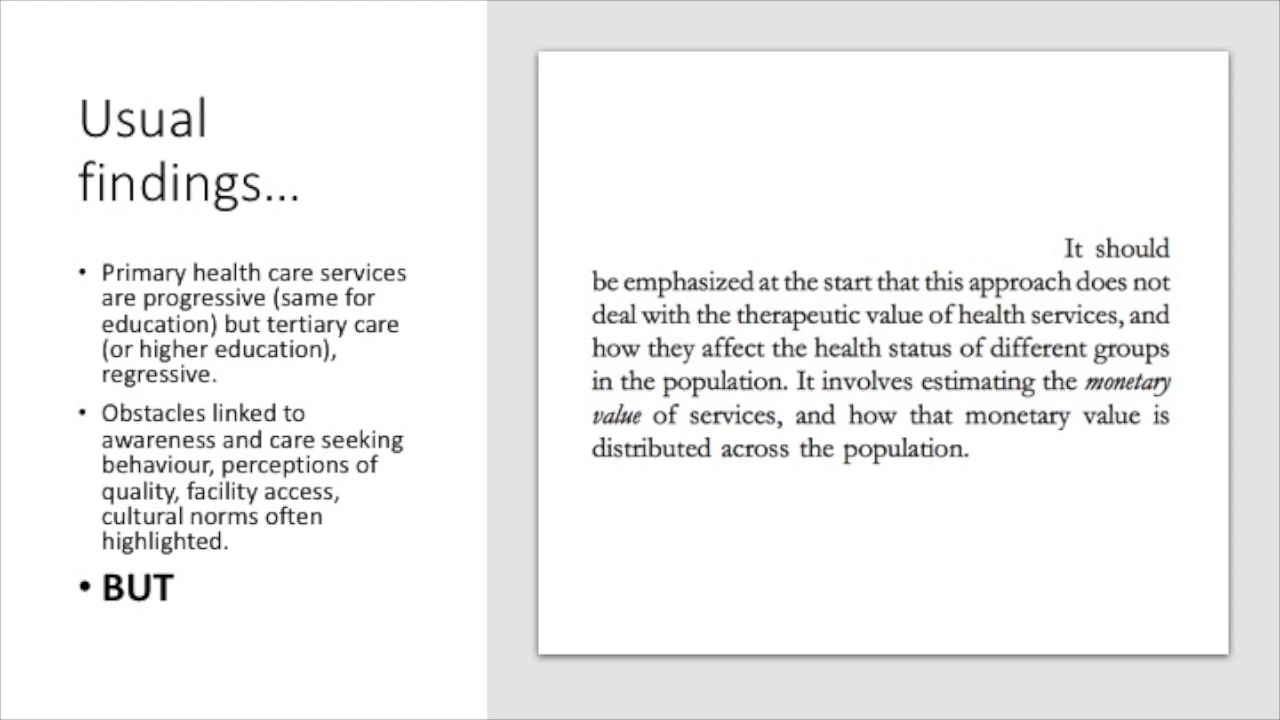 Usual
findings...
• Primary health care services
are progressive (same for
education) but tertiary care
(or higher education),
regressive.
• Obstacles linked to
awareness and care seeking
behaviour, perceptions of
quality, facility access,
cultural norms often
highlighted.
• BUT
It should
be emphasized at the start that this approach does not
deal with the therapeutic value of health services, and
how they affect the health status of different groups
in the population. It involves estimating the monetary
value of services, and how that monetary value is
distributed across the population.